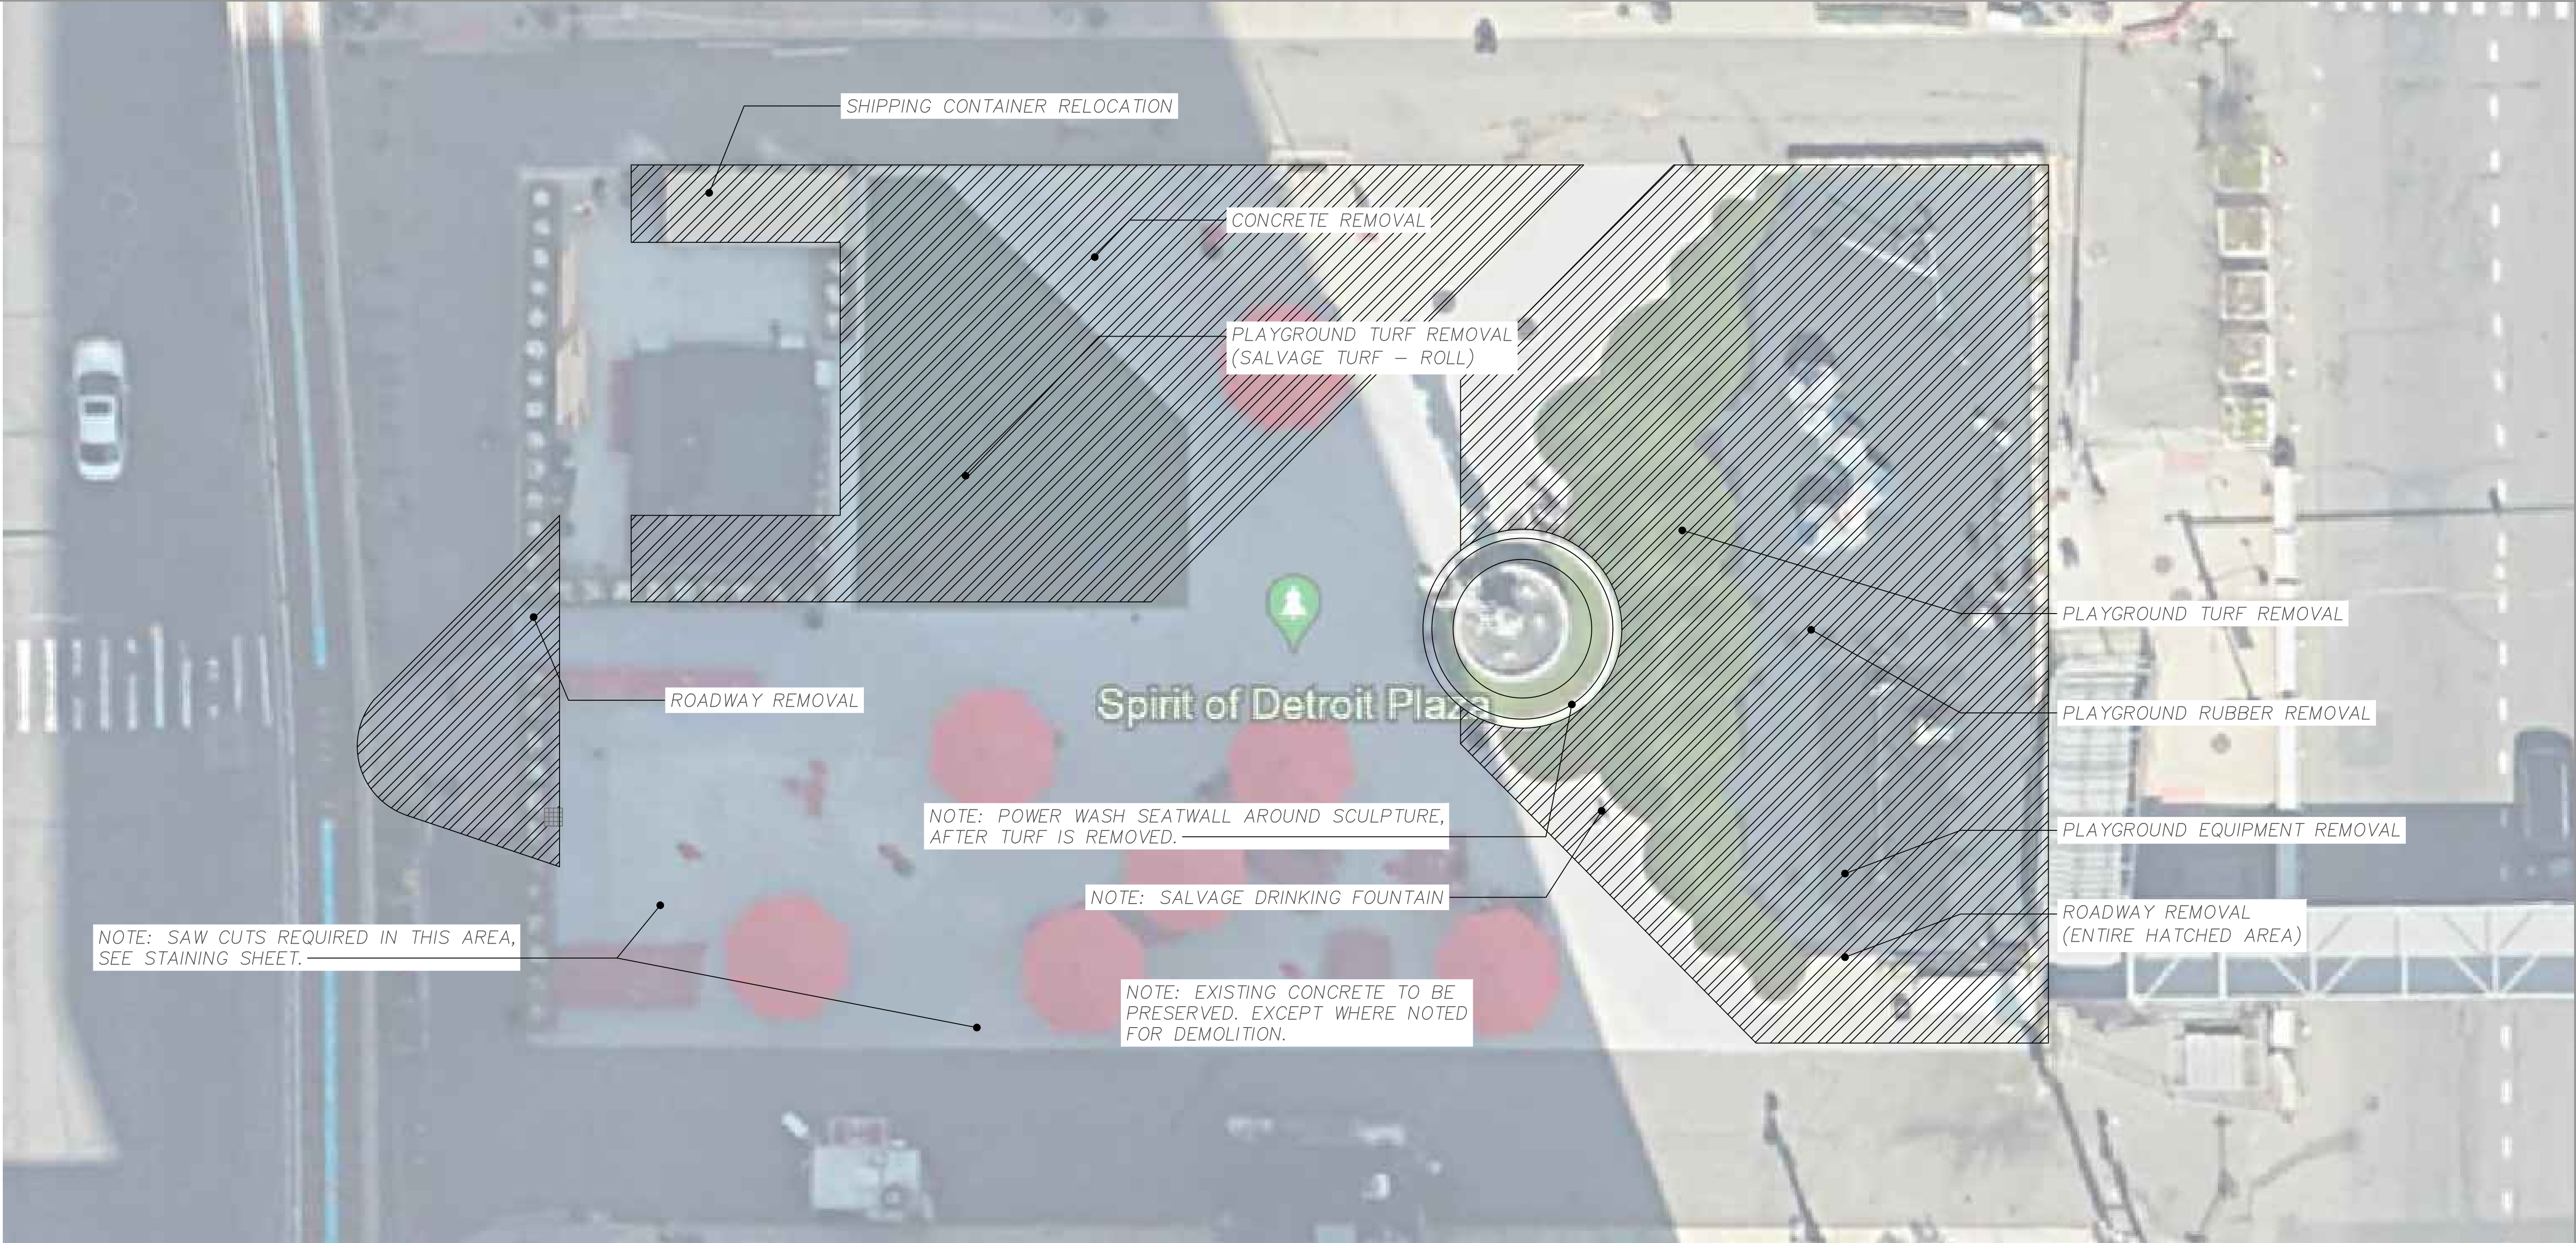 SHIPPING CONTAINER RELOCATION
CONCRETE REMOVAL
PLAYGROUND TURF REMOVAL
(SALVAGE TURF – ROLL)
PLAYGROUND TURF REMOVAL
ROADWAY REMOVAL
Spirit of Detroit Plaza
PLAYGROUND RUBBER REMOVAL
NOTE: POWER WASH SEATWALL AROUND SCULPTURE,
AFTER TURF IS REMOVED.
PLAYGROUND EQUIPMENT REMOVAL
NOTE: SALVAGE DRINKING FOUNTAIN
ROADWAY REMOVAL
(ENTIRE HATCHED AREA)
NOTE: SAW CUTS REQUIRED IN THIS AREA,
SEE STAINING SHEET.
NOTE: EXISTING CONCRETE TO BE
PRESERVED. EXCEPT WHERE NOTED
FOR DEMOLITION.